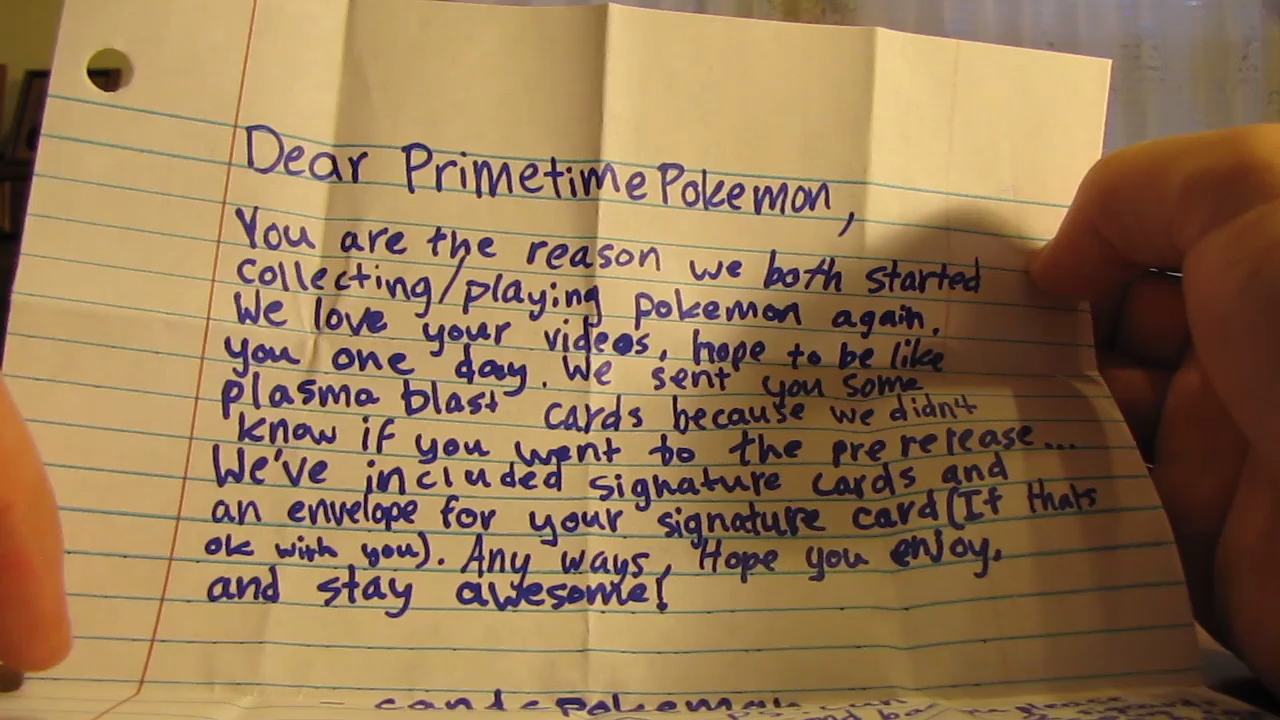 Dear Primetime Pokemon,
You are the reason we both started
collecting/playing pokemon again.
We love your videos, hope to be like
you one day. We sent you some
plasma blast cards because we didn't
know if you went to the prerelease...
We've included signature cards and
an envelope for your signature card (If thats
ok with you). Any ways, Hope you enjoy,
and stay awesome!